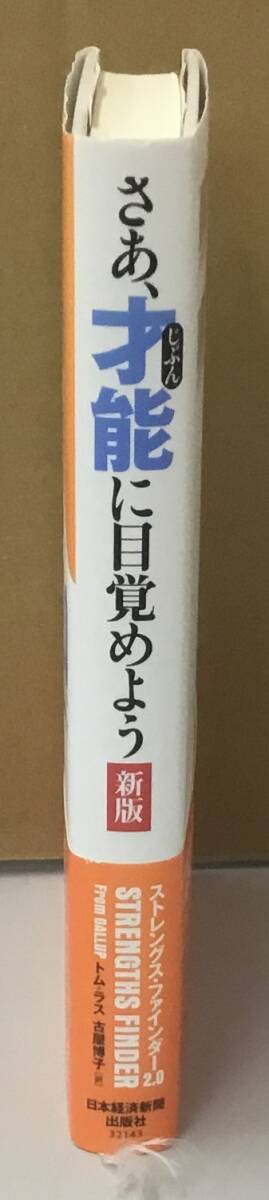 さあ、才能に目覚めよう
じぶん
新版
ストレングス・ファインダー2.0
STRENGTHS FINDER
From GALLUP トム・ラス 古屋博子[訳]
日本経済新聞
出版社
32143